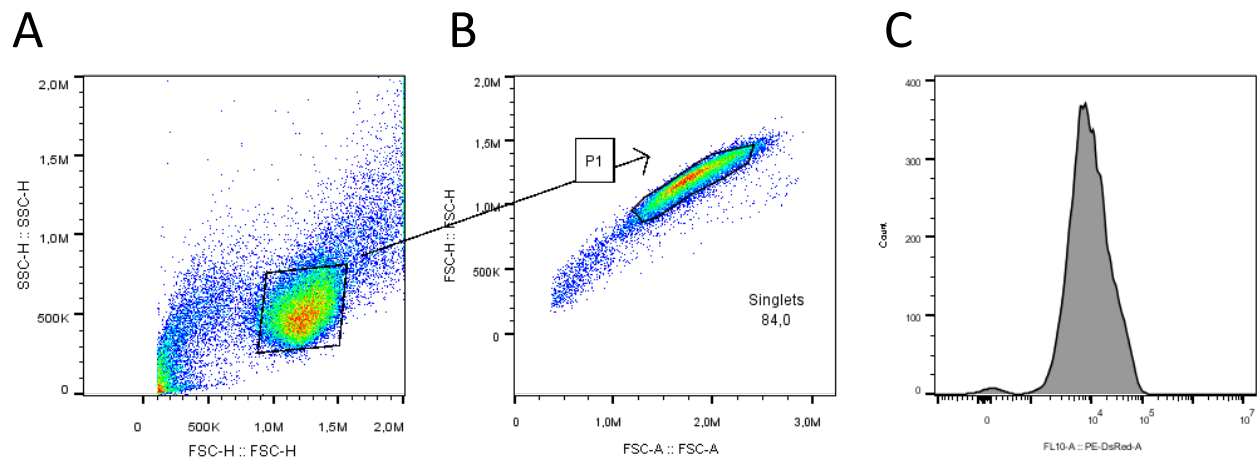 A
B
C
SSC-H :: SSC-H
2,0M
1,5M
1,0M
500K
0
0
500K
1,0M
1,5M
2,0M
FSC-H :: FSC-H
P1
FSC-H :: FSC-H
2,0M
1,5M
1,0M
500K
0
Singlets
84,0
0
1,0M
2,0M
3,0M
FSC-A :: FSC-A
Count
400
300
200
100
0
0
10^4
10^5
10^7
FL10-A :: PE-DsRed-A